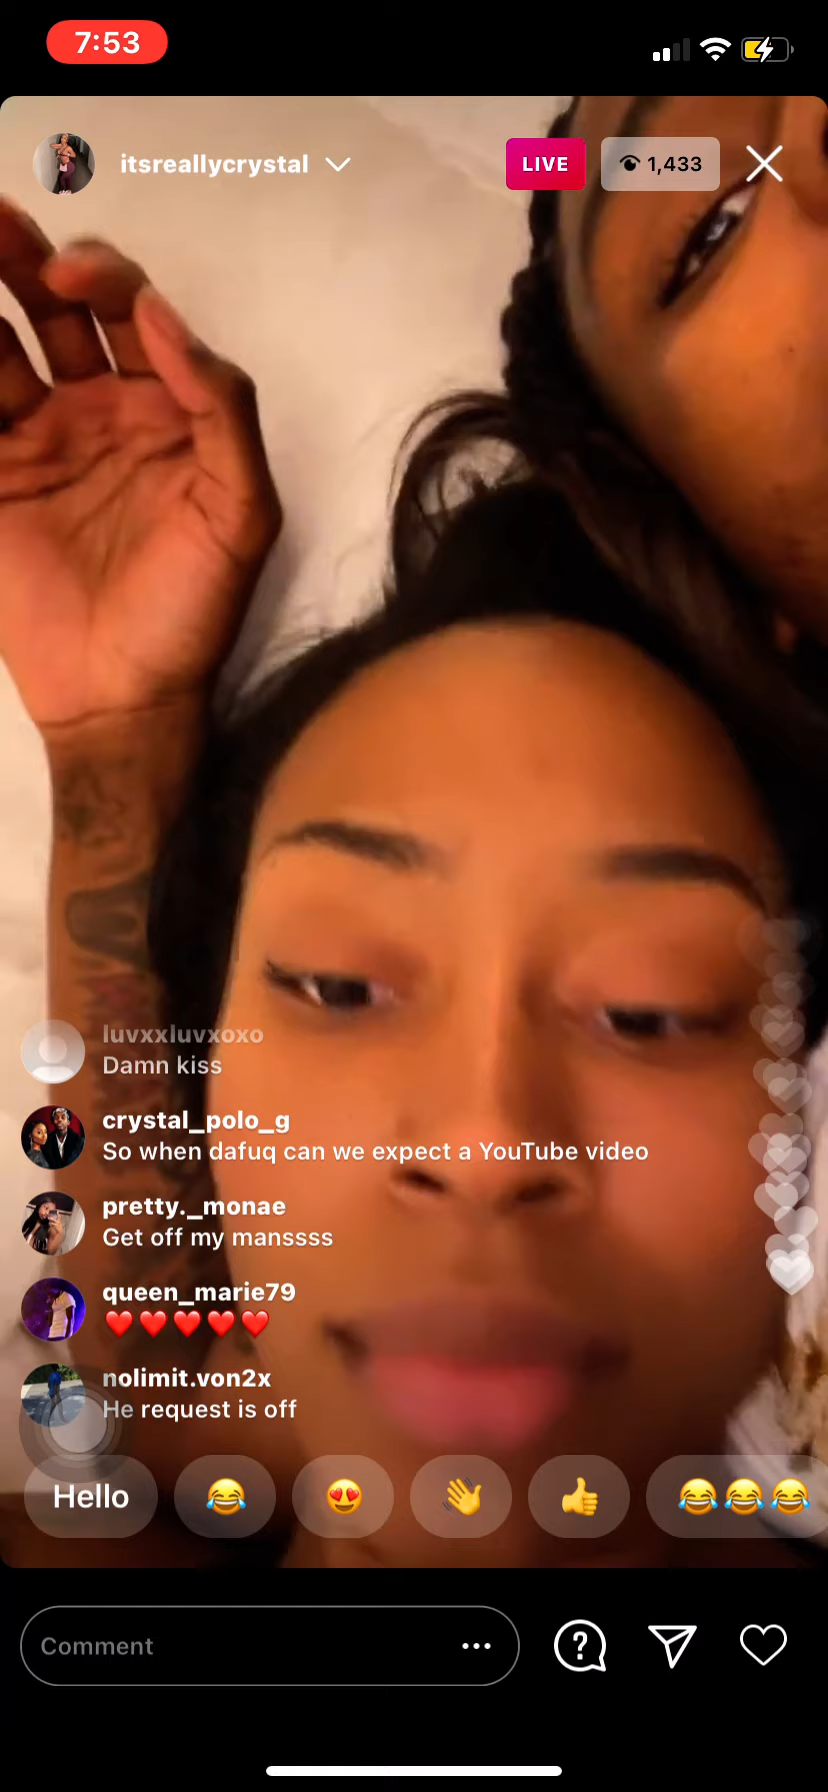 7:53
itsreallycrystal
LIVE
1,433
luvxxluvxoxo
Damn kiss
crystal_polo_g
So when dafuq can we expect a YouTube video
pretty._monae
Get off my manssss
queen_marie79
❤️❤️❤️❤️❤️
nolimit.von2x
He request is off
Hello 😂 😍 👋 👍 😂😂😂
Comment